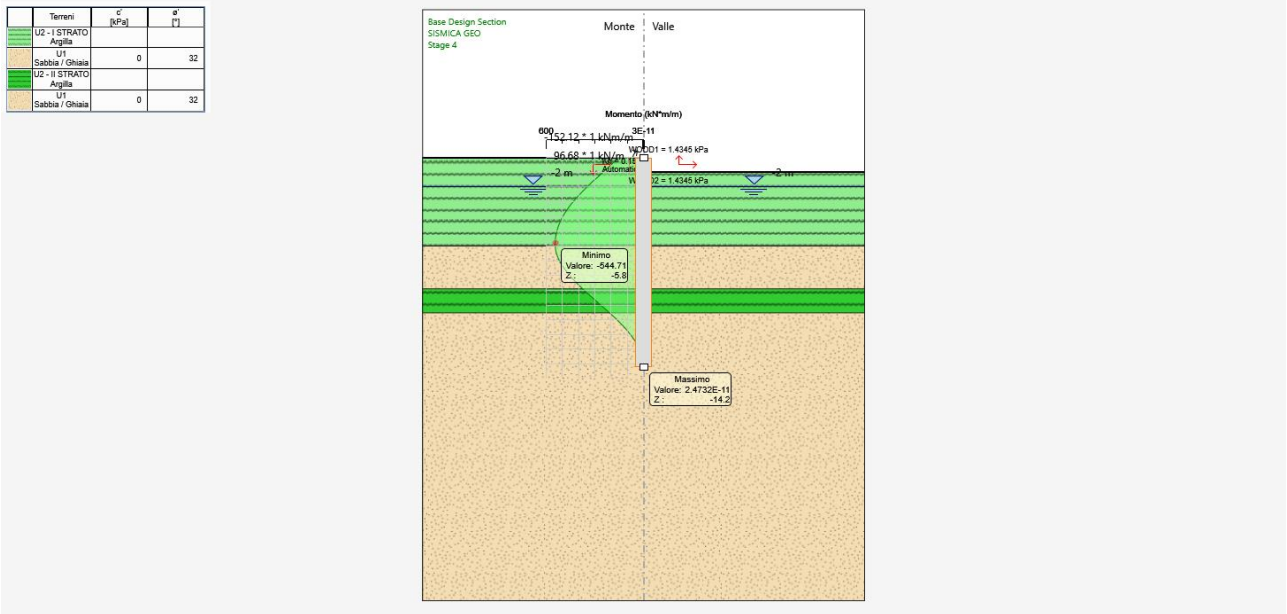 Terreni c' ø'
[kPa] [°]
U2 - I STRATO
Argilla
U1
Sabbia / Ghiaia 0 32
U2 - II STRATO
Argilla
U1
Sabbia / Ghiaia 0 32
Base Design Section
SISMICA GEO
Stage 4
Monte Valle
Momento (kN*m/m)
600 3E-11
-152.12 * 1 kNm/m
WOOD1 = 1.4345 kPa
96.68 * 1 kN/m
Automati
-2 m -2 m
= 1.4345 kPa
Minimo
Valore: -544.71
Z : -5.8
Massimo
Valore: 2.4732E-11
Z : -14.2